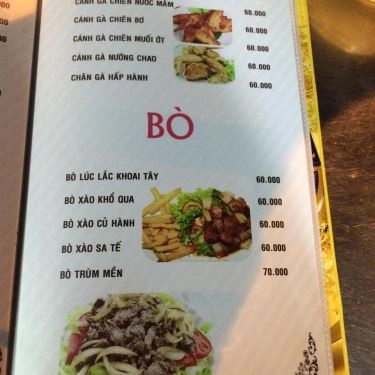 CÁNH GÀ CHIÊN NƯỚC MẮM 60.000
CÁNH GÀ CHIÊN BƠ 60.000
CÁNH GÀ CHIÊN MUỐI ỚT 60.000
CÁNH GÀ NƯỚNG CHAO 60.000
CHÂN GÀ HẤP HÀNH 60.000
BÒ
BÒ LÚC LẮC KHOAI TÂY 60.000
BÒ XÀO KHỔ QUA 60.000
BÒ XÀO CỦ HÀNH 60.000
BÒ XÀO SA TẾ 60.000
BÒ TRÙM MỀN 70.000